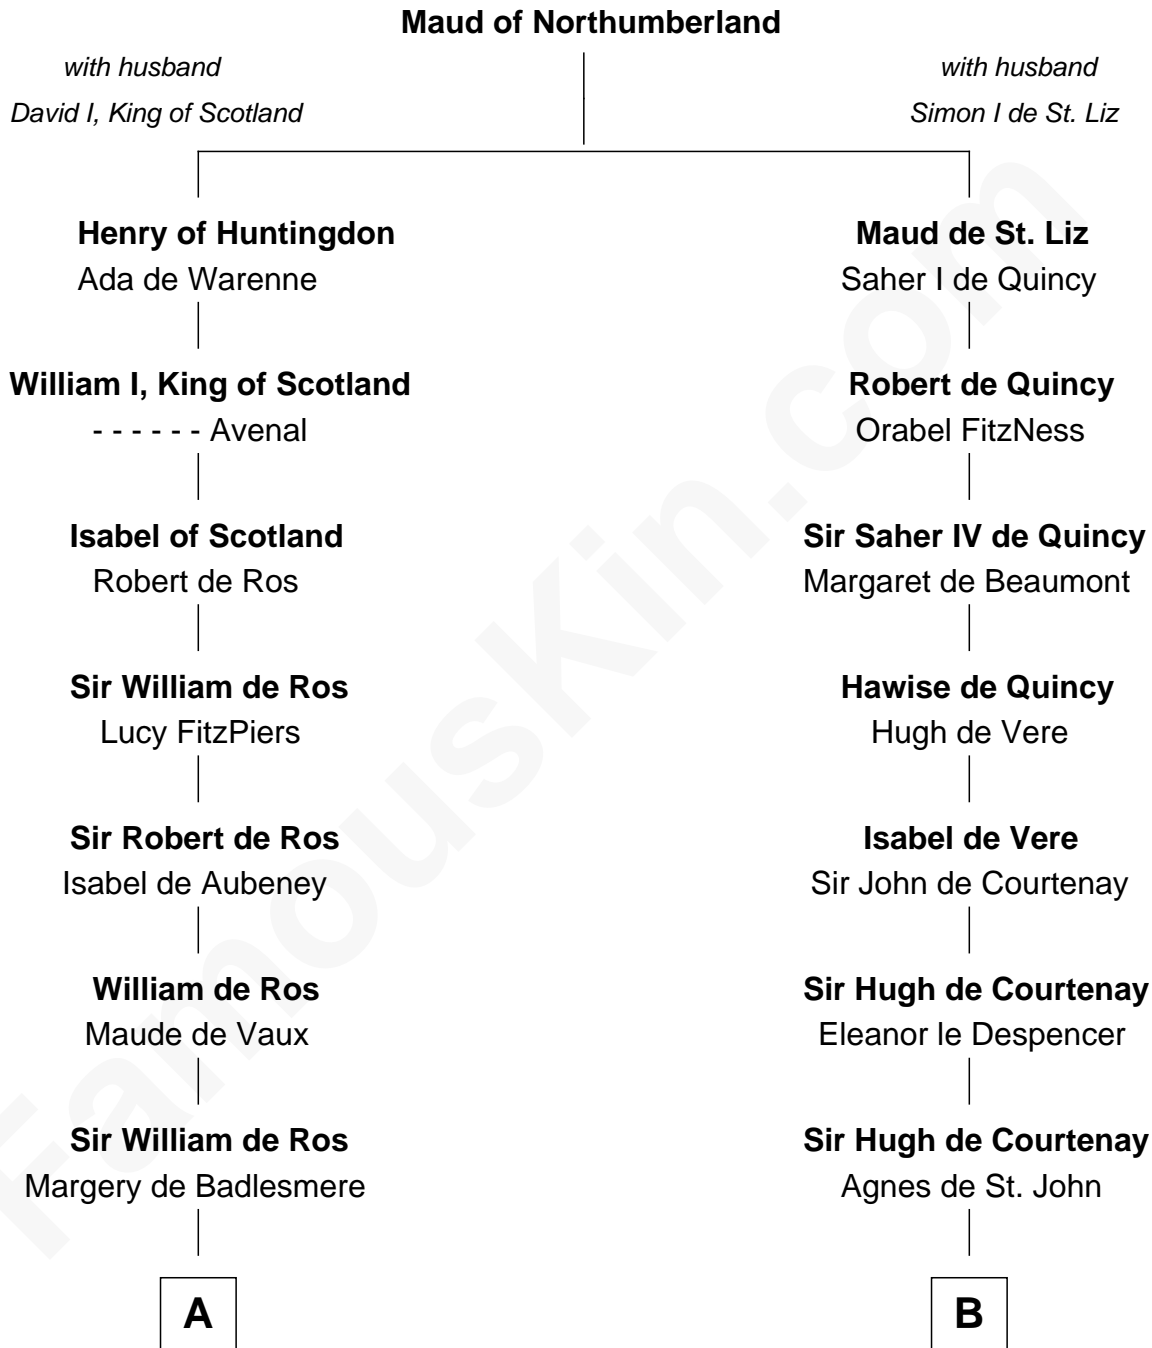 Maud of Northumberland
with husband
David I, King of Scotland
with husband
Simon I de St. Liz
Henry of Huntingdon
Ada de Warenne
Maud de St. Liz
Saher I de Quincy
William I, King of Scotland
- - - - - - Avenal
Robert de Quincy
Orabel FitzNess
Isabel of Scotland
Robert de Ros
Sir Saher IV de Quincy
Margaret de Beaumont
Sir William de Ros
Lucy FitzPiers
Hawise de Quincy
Hugh de Vere
Sir Robert de Ros
Isabel de Aubeney
Isabel de Vere
Sir John de Courtenay
William de Ros
Maude de Vaux
Sir Hugh de Courtenay
Eleanor le Despencer
Sir William de Ros
Margery de Badlesmere
Sir Hugh de Courtenay
Agnes de St. John
A
B
FamousKin.com